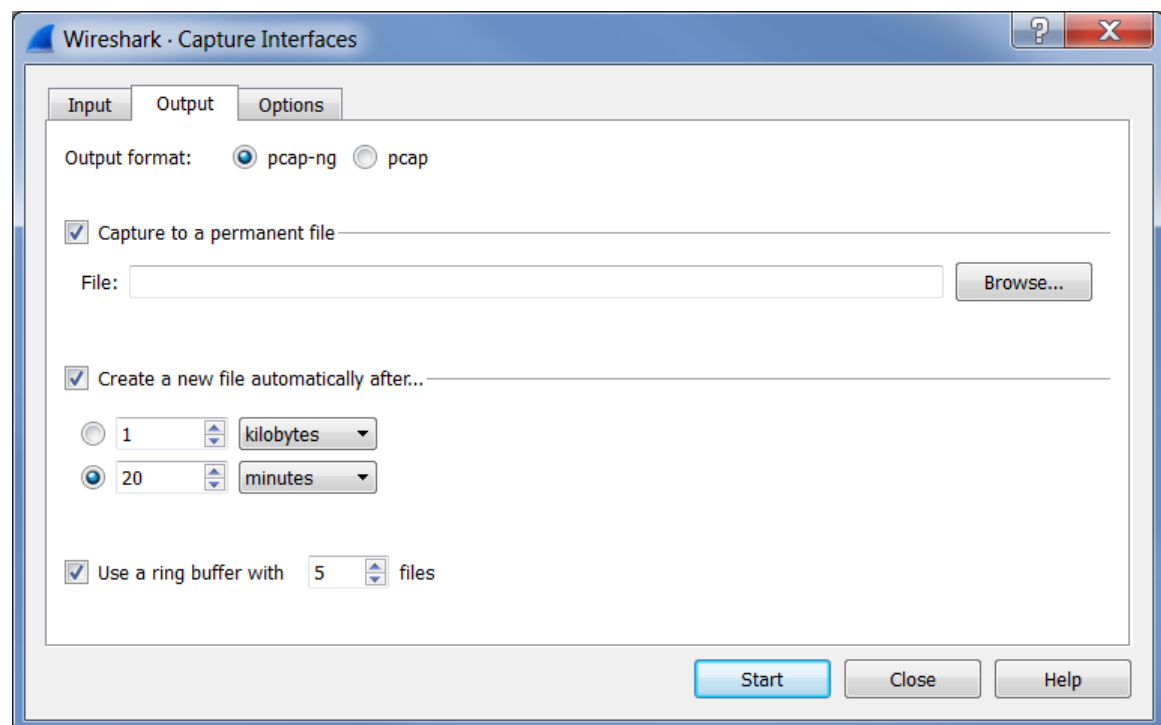 Wireshark · Capture Interfaces
Input Output Options
Output format: pcap-ng pcap
Capture to a permanent file
File: Browse...
Create a new file automatically after...
1 kilobytes
20 minutes
Use a ring buffer with 5 files
Start Close Help